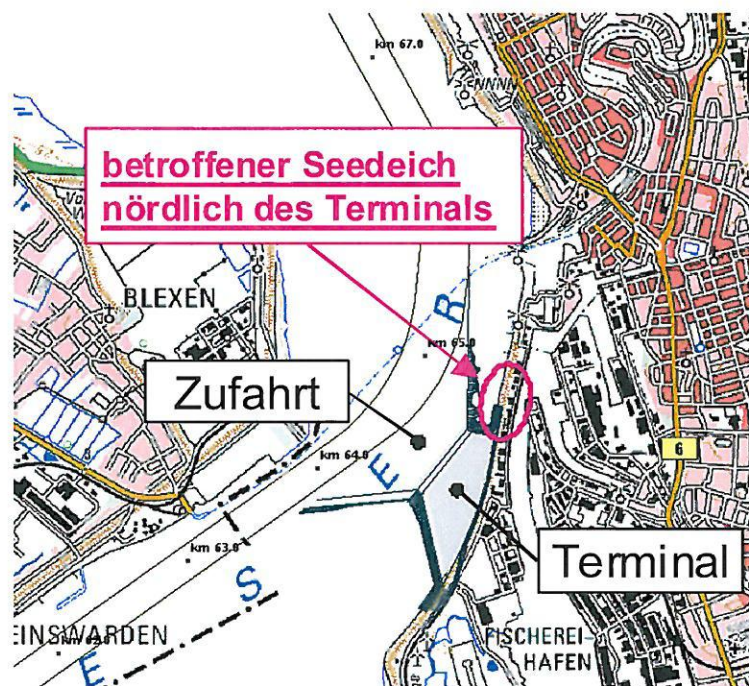 km 67.0
betroffener Seedeich
nördlich des Terminals
BLEXEN
R
km 65.0
Zufahrt
E
km 64.0
6
km 63.0
S
Terminal
EINSWARDEN
E
FISCHEREI-
HAFEN